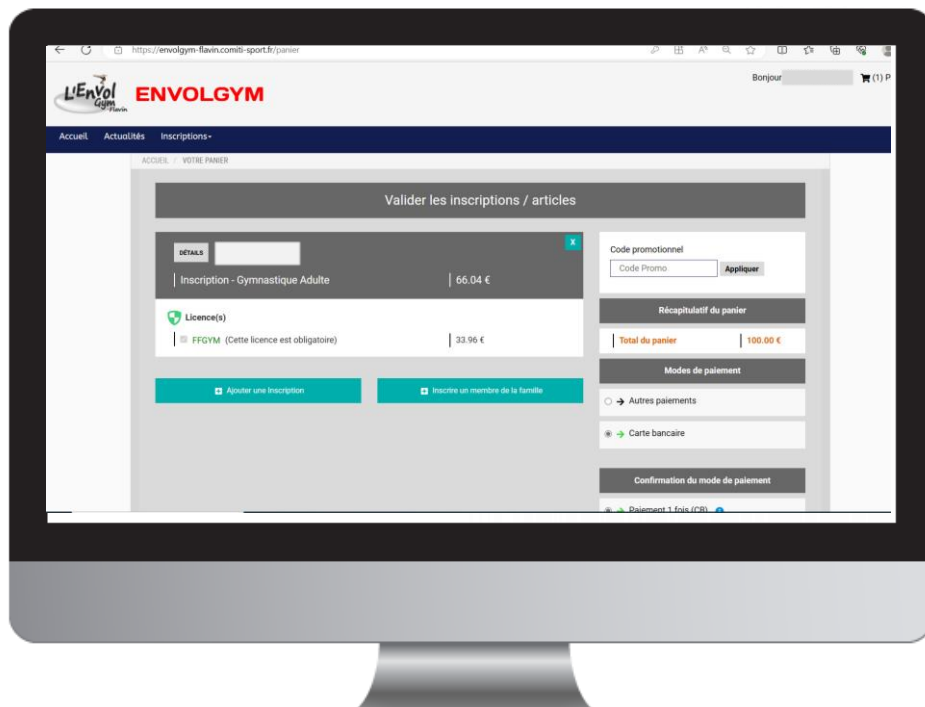 https://envolgym-flavin.comiti-sport.fr/panier
L'Envol
Gym
Flavin
ENVOLGYM
Bonjour
(1) P
Accueil Actualités Inscriptions
ACCUEIL / VOTRE PANIER
Valider les inscriptions / articles
DÉTAILS
X
Inscription - Gymnastique Adulte 66.04 €
Licence(s)
FFGYM (Cette licence est obligatoire) 33.96 €
Ajouter une Inscription
Inscrire un membre de la famille
Code promotionnel
Code Promo Appliquer
Récapitulatif du panier
Total du panier 100.00 €
Modes de paiement
Autres paiements
Carte bancaire
Confirmation du mode de paiement
Paiement 1 fois (CB)